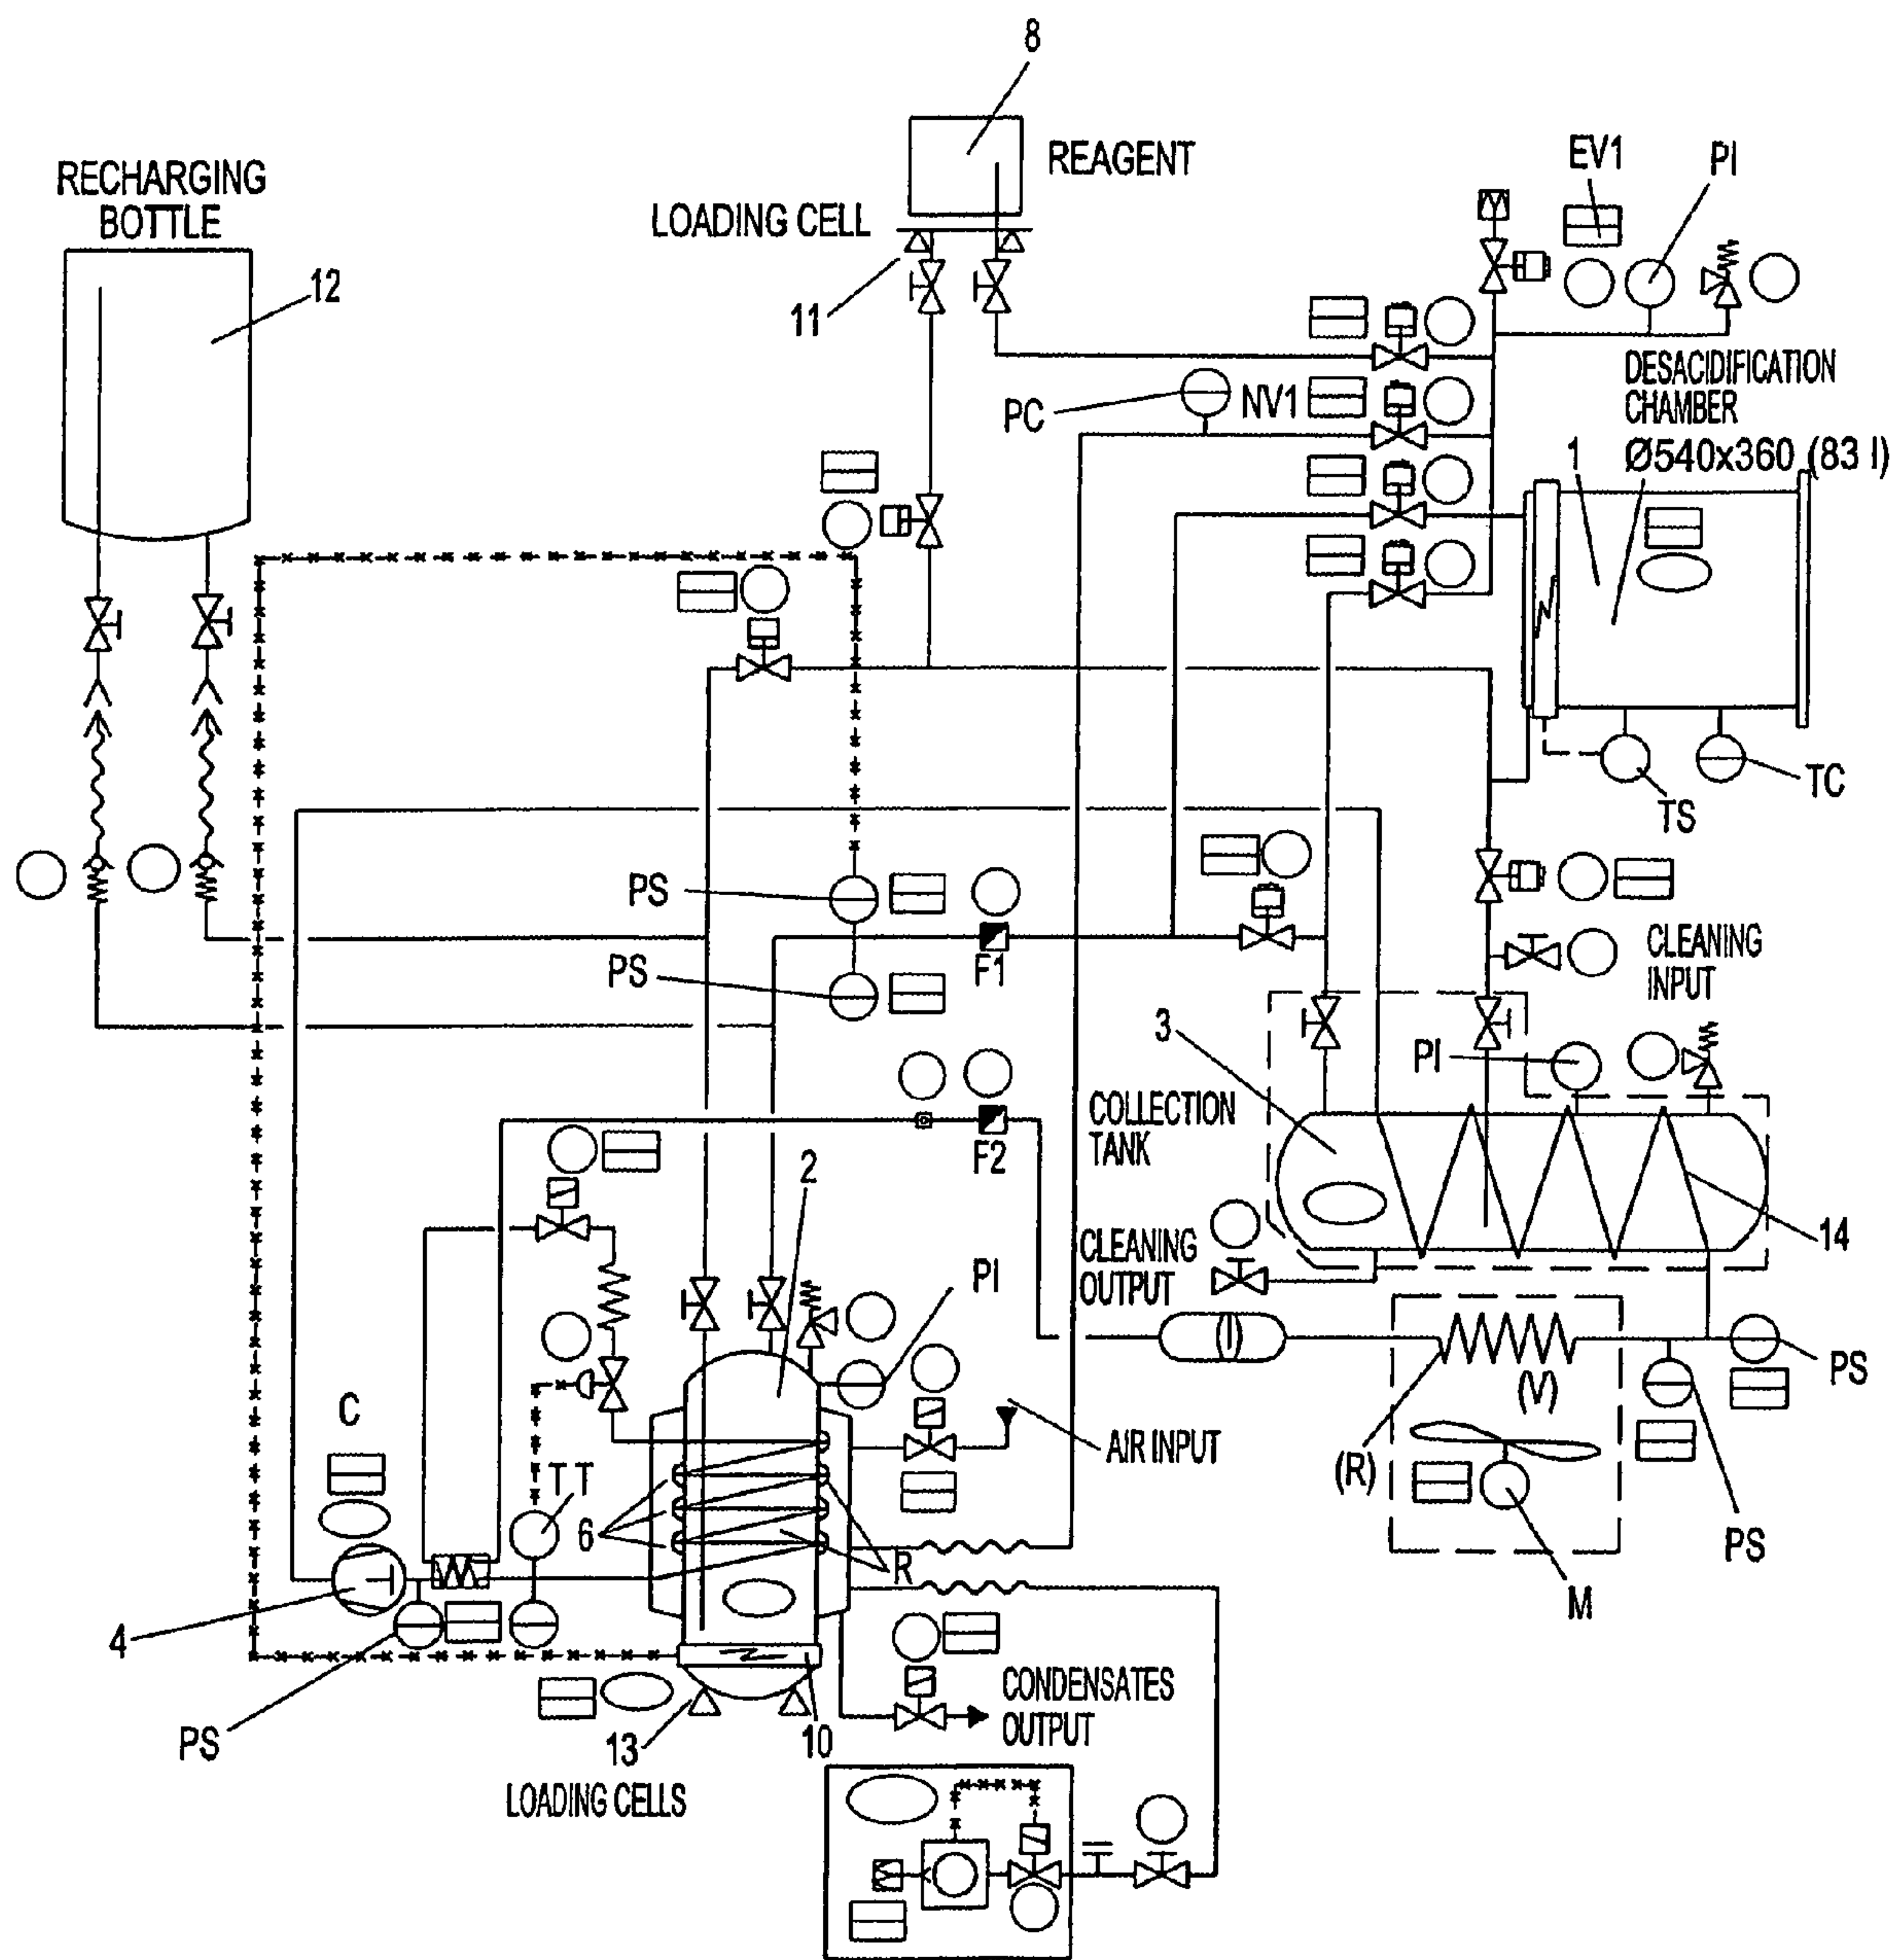 8
RECHARGING
BOTTLE
REAGENT
EV1
PI
LOADING CELL
12
11
DESACIDIFICATION
CHAMBER
Ø540x360 (83 l)
PC
NV1
1
TC
TS
PS
F1
PS
CLEANING
INPUT
3
PI
COLLECTION
TANK
F2
2
14
CLEANING
OUTPUT
PI
PS
(V)
AIR INPUT
(R)
C
TT
6
R
M
PS
4
PS
CONDENSATES
OUTPUT
13
10
LOADING CELLS